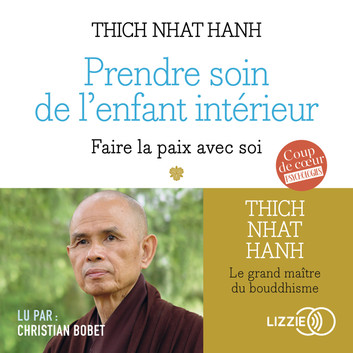 THICH NHAT HANH
Prendre soin
de l’enfant intérieur
Faire la paix avec soi
Coup
de cœur
PSYCHOLOGIES
THICH
NHAT
HANH
Le grand maître
du bouddhisme
LU PAR :
CHRISTIAN BOBET
LIZZIE